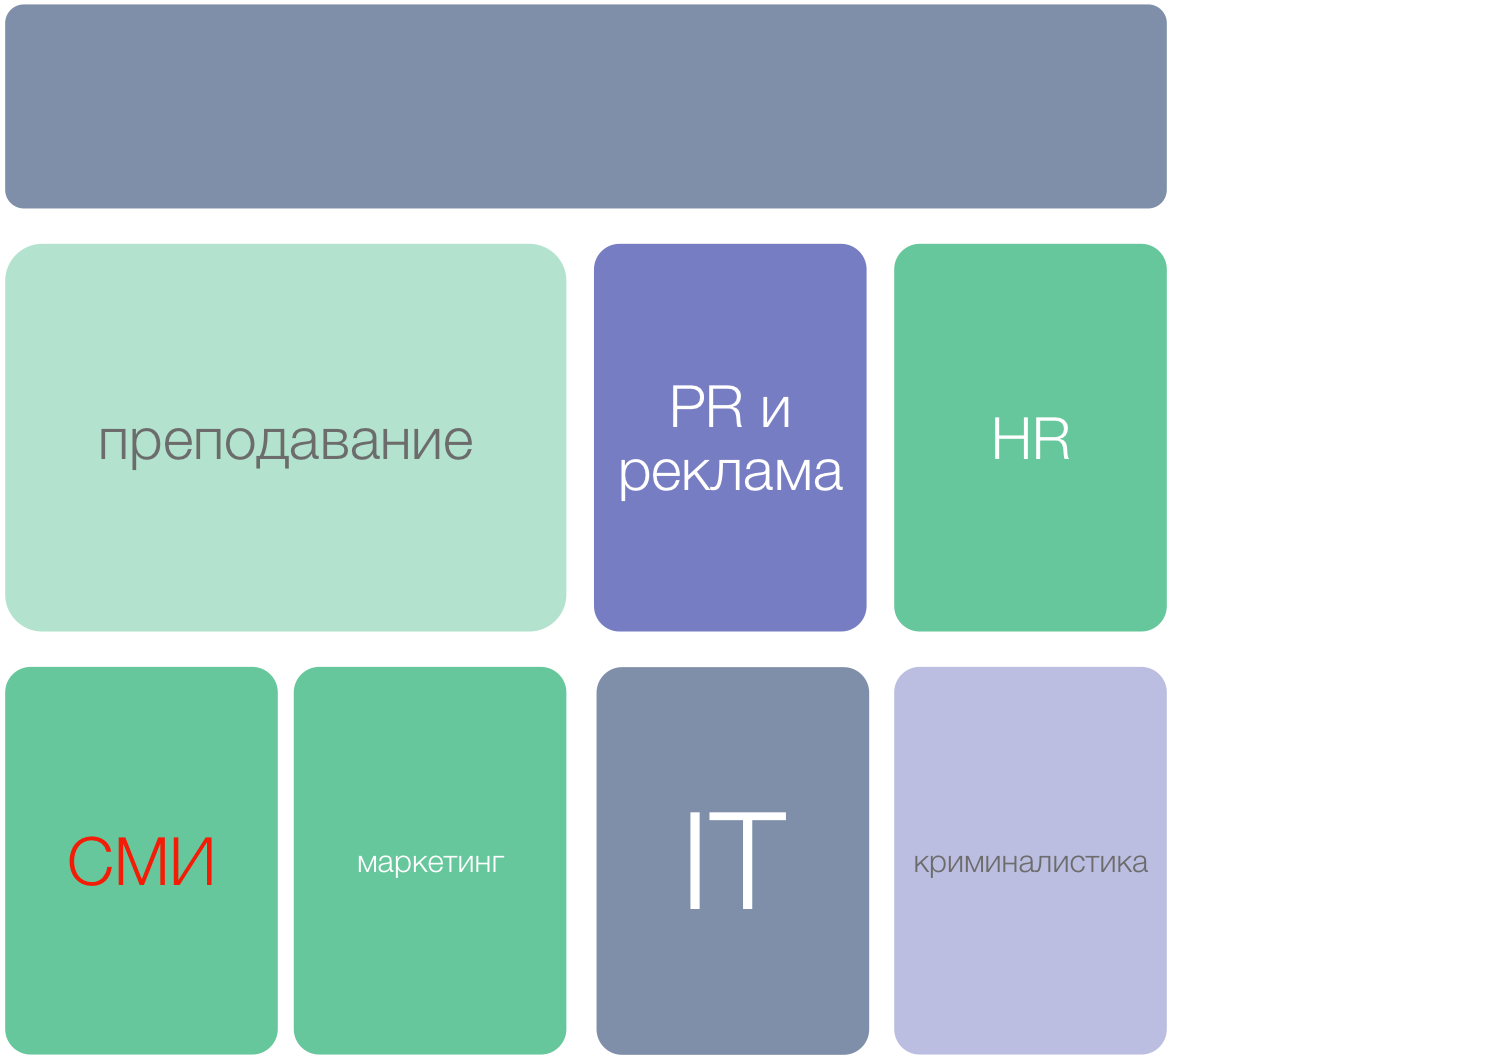 преподавание
PR и
реклама
HR
СМИ
маркетинг
IT
криминалистика